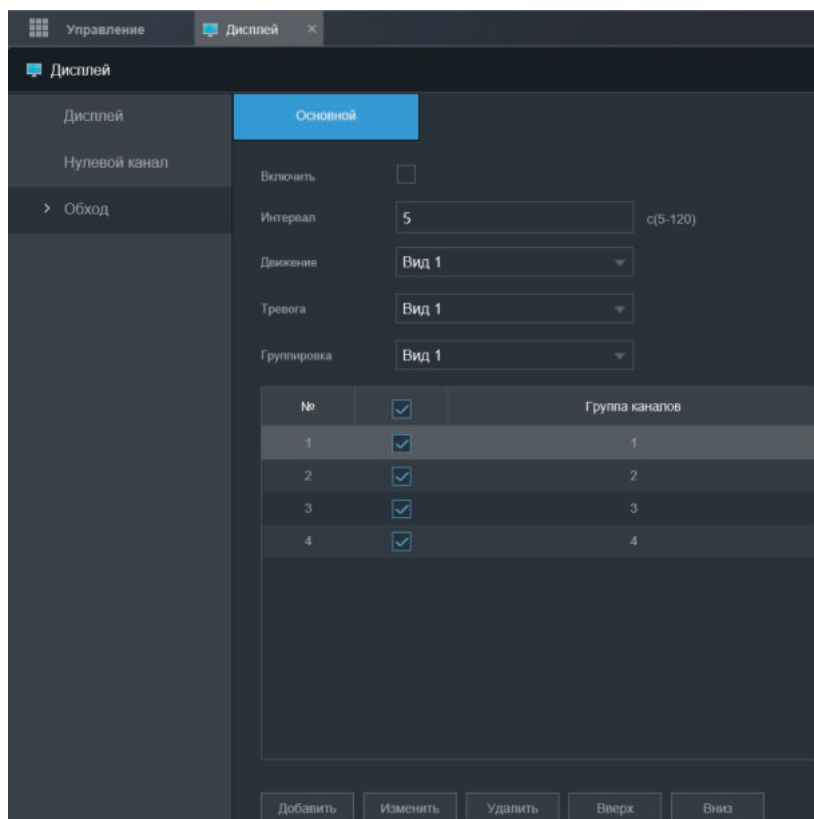 Управление Дисплей ×
Дисплей
Дисплей
Нулевой канал
> Обход
Основной
Включить
Интервал 5 с(5-120)
Движение Вид 1
Тревога Вид 1
Группировка Вид 1
№ Группа каналов
1 1
2 2
3 3
4 4
Добавить Изменить Удалить Вверх Вниз